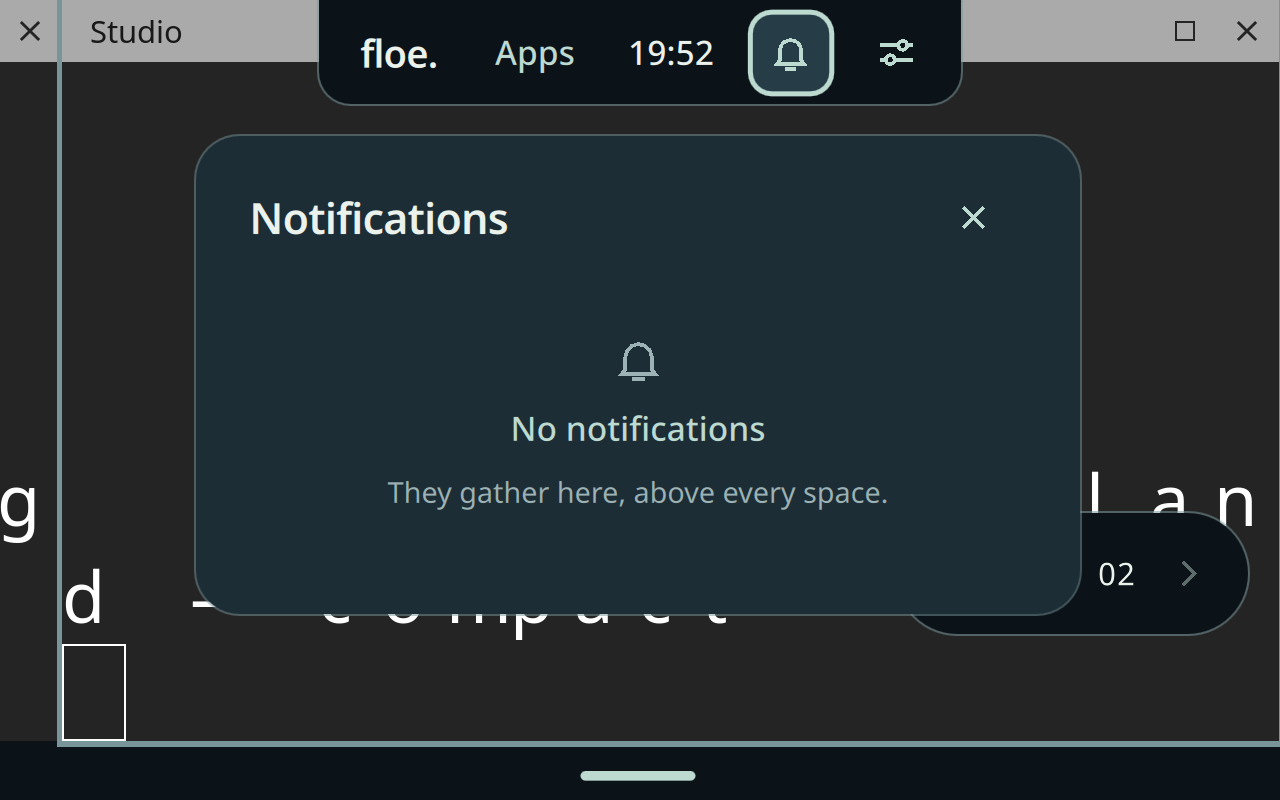 Studio
floe. Apps 19:52
Notifications
No notifications
They gather here, above every space.
g l a n
02
d - c o m p a c t